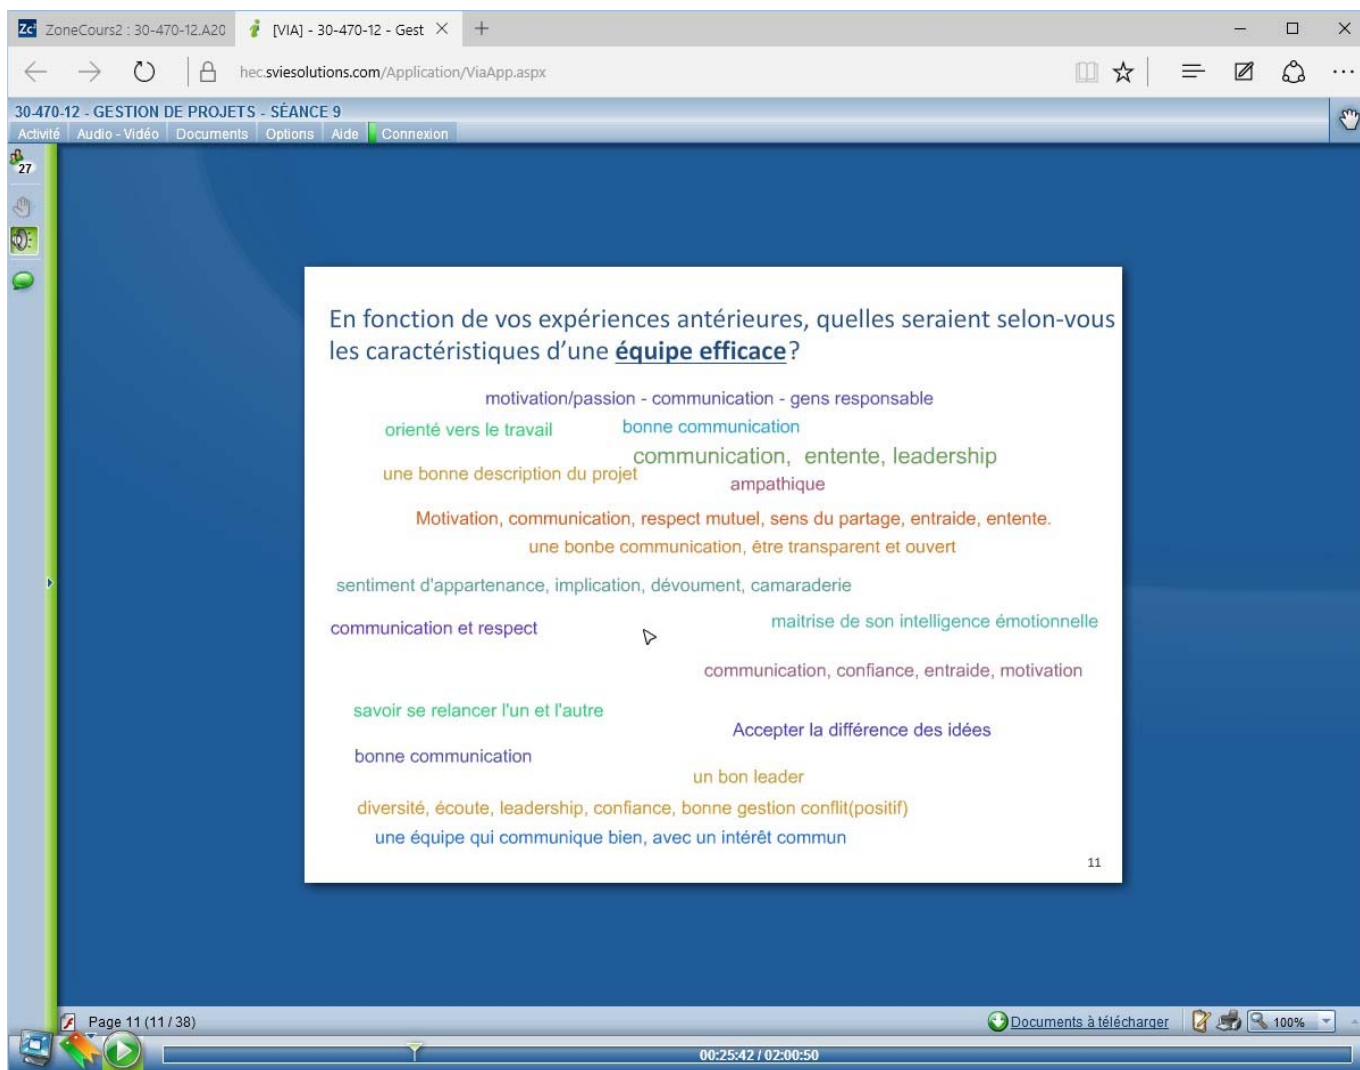 ZoneCours2 : 30-470-12.A20
[VIA] - 30-470-12 - Gest
hec.sviesolutions.com/Application/ViaApp.aspx
30-470-12 - GESTION DE PROJETS - SÉANCE 9
Activité Audio - Vidéo Documents Options Aide Connexion
27
En fonction de vos expériences antérieures, quelles seraient selon-vous
les caractéristiques d'une équipe efficace?
motivation/passion - communication - gens responsable
orienté vers le travail
bonne communication
communication, entente, leadership
une bonne description du projet
ampathique
Motivation, communication, respect mutuel, sens du partage, entraide, entente.
une bonbe communication, être transparent et ouvert
sentiment d'appartenance, implication, dévoument, camaraderie
maitrise de son intelligence émotionnelle
communication et respect
communication, confiance, entraide, motivation
savoir se relancer l'un et l'autre
Accepter la différence des idées
bonne communication
un bon leader
diversité, écoute, leadership, confiance, bonne gestion conflit(positif)
une équipe qui communique bien, avec un intérêt commun
11
Page 11 (11 / 38)
Documents à télécharger
100%
00:25:42 / 02:00:50